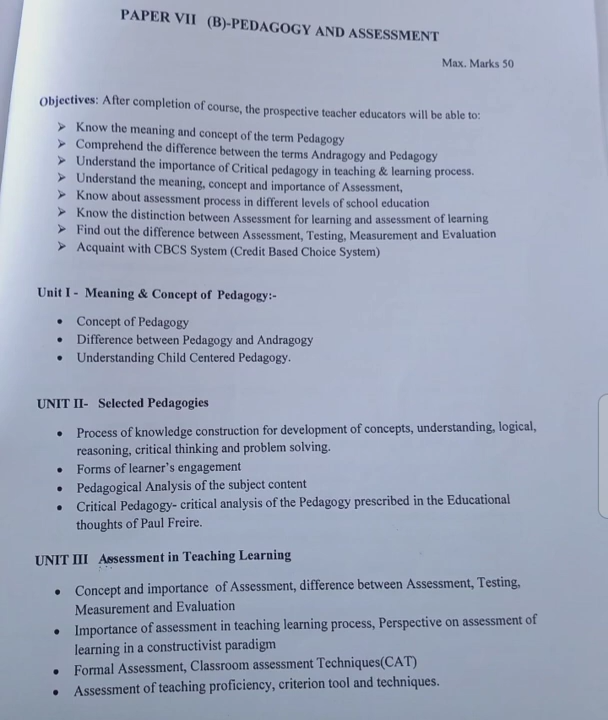 PAPER VII (B)-PEDAGOGY AND ASSESSMENT
Max. Marks 50
Objectives: After completion of course, the prospective teacher educators will be able to:
➢ Know the meaning and concept of the term Pedagogy
➢ Comprehend the difference between the terms Andragogy and Pedagogy
➢ Understand the importance of Critical pedagogy in teaching & learning process.
➢ Understand the meaning, concept and importance of Assessment,
➢ Know about assessment process in different levels of school education
➢ Know the distinction between Assessment for learning and assessment of learning
➢ Find out the difference between Assessment, Testing, Measurement and Evaluation
➢ Acquaint with CBCS System (Credit Based Choice System)
Unit I - Meaning & Concept of Pedagogy:-
• Concept of Pedagogy
• Difference between Pedagogy and Andragogy
• Understanding Child Centered Pedagogy.
UNIT II- Selected Pedagogies
• Process of knowledge construction for development of concepts, understanding, logical,
reasoning, critical thinking and problem solving.
• Forms of learner's engagement
• Pedagogical Analysis of the subject content
• Critical Pedagogy- critical analysis of the Pedagogy prescribed in the Educational
thoughts of Paul Freire.
UNIT III Assessment in Teaching Learning
• Concept and importance of Assessment, difference between Assessment, Testing,
Measurement and Evaluation
• Importance of assessment in teaching learning process, Perspective on assessment of
learning in a constructivist paradigm
• Formal Assessment, Classroom assessment Techniques(CAT)
• Assessment of teaching proficiency, criterion tool and techniques.